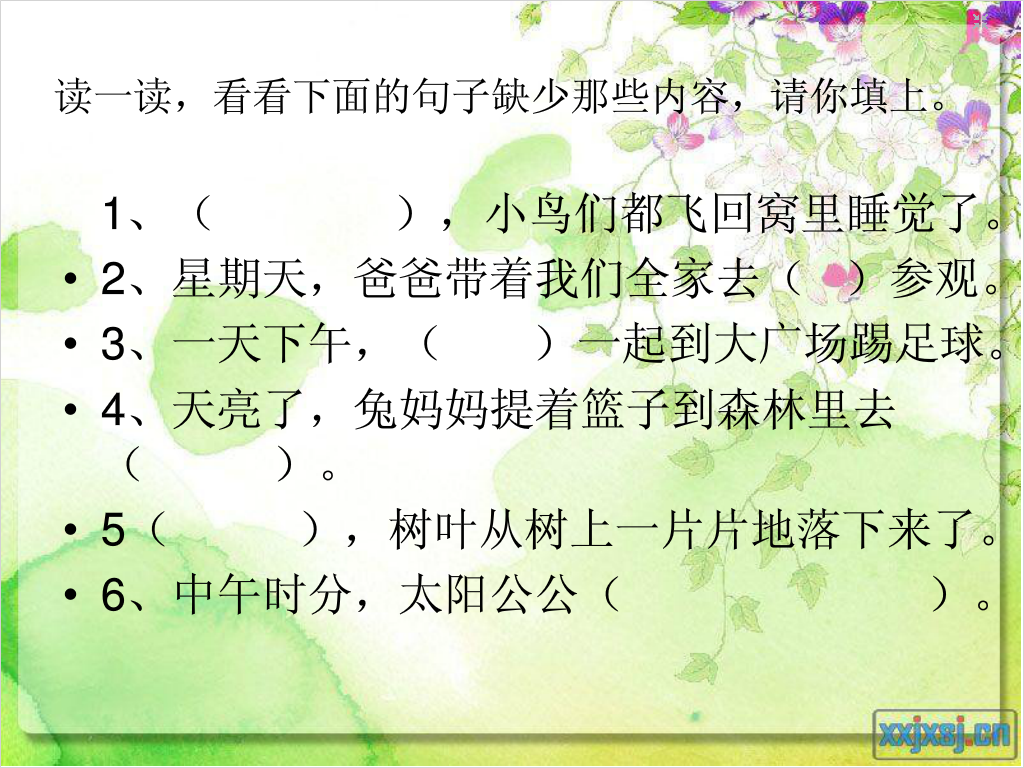 读一读，看看下面的句子缺少那些内容，请你填上。
1、（　　　　），小鸟们都飞回窝里睡觉了。
• 2、星期天，爸爸带着我们全家去（　）参观。
• 3、一天下午，（　　）一起到大广场踢足球。
• 4、天亮了，兔妈妈提着篮子到森林里去
（　　　）。
• 5（　　　），树叶从树上一片片地落下来了。
• 6、中午时分，太阳公公（　　　　　　　）。
xxjxsj.cn